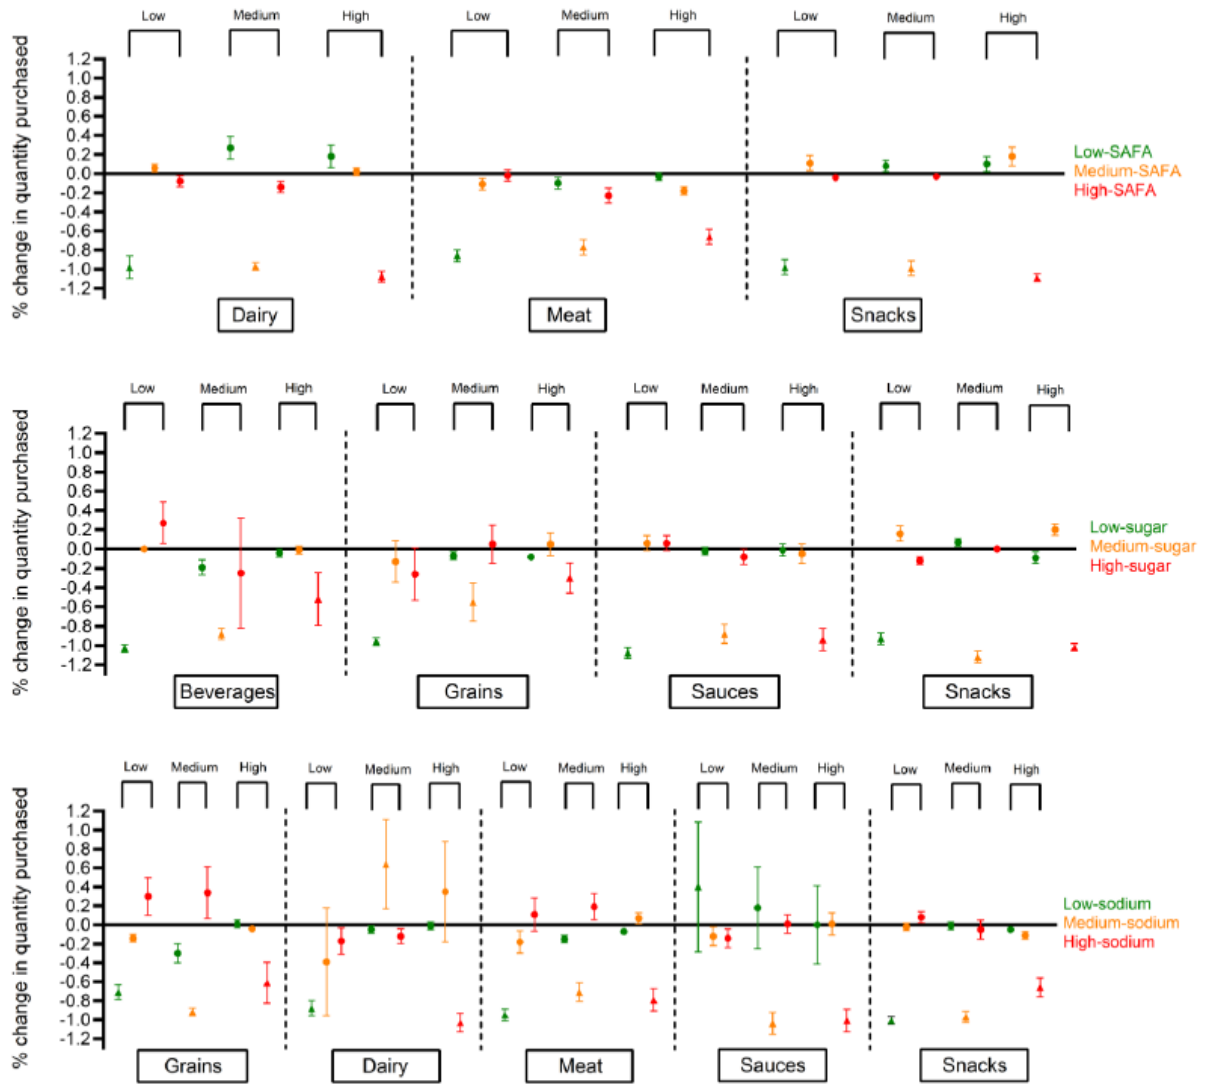 Low Medium High Low Medium High Low Medium High
% change in quantity purchased
1.2
1.0
0.8
0.6
0.4
0.2
0.0
-0.2
-0.4
-0.6
-0.8
-1.0
-1.2
Low-SAFA
Medium-SAFA
High-SAFA
Dairy Meat Snacks
Low Medium High Low Medium High Low Medium High Low Medium High
% change in quantity purchased
1.2
1.0
0.8
0.6
0.4
0.2
0.0
-0.2
-0.4
-0.6
-0.8
-1.0
-1.2
Low-sugar
Medium-sugar
High-sugar
Beverages Grains Sauces Snacks
Low Medium High Low Medium High Low Medium High Low Medium High Low Medium High
% change in quantity purchased
1.2
1.0
0.8
0.6
0.4
0.2
0.0
-0.2
-0.4
-0.6
-0.8
-1.0
-1.2
Low-sodium
Medium-sodium
High-sodium
Grains Dairy Meat Sauces Snacks